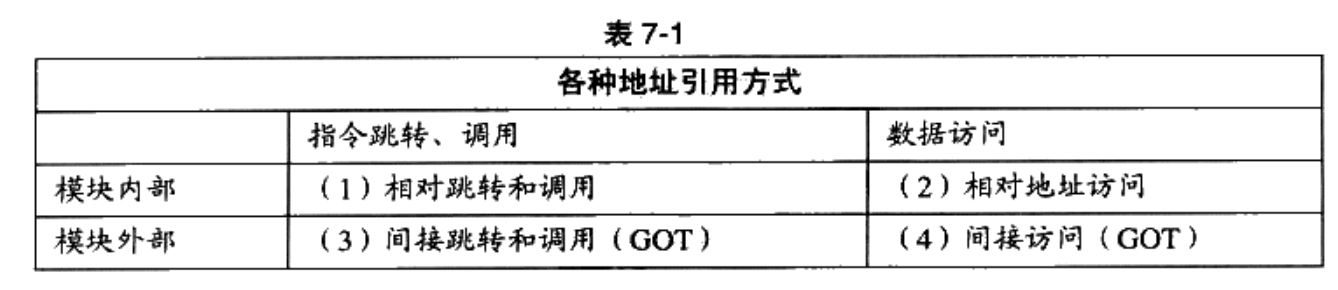 表 7-1
各种地址引用方式
指令跳转、调用 数据访问
模块内部 （1）相对跳转和调用 （2）相对地址访问
模块外部 （3）间接跳转和调用（GOT） （4）间接访问（GOT）